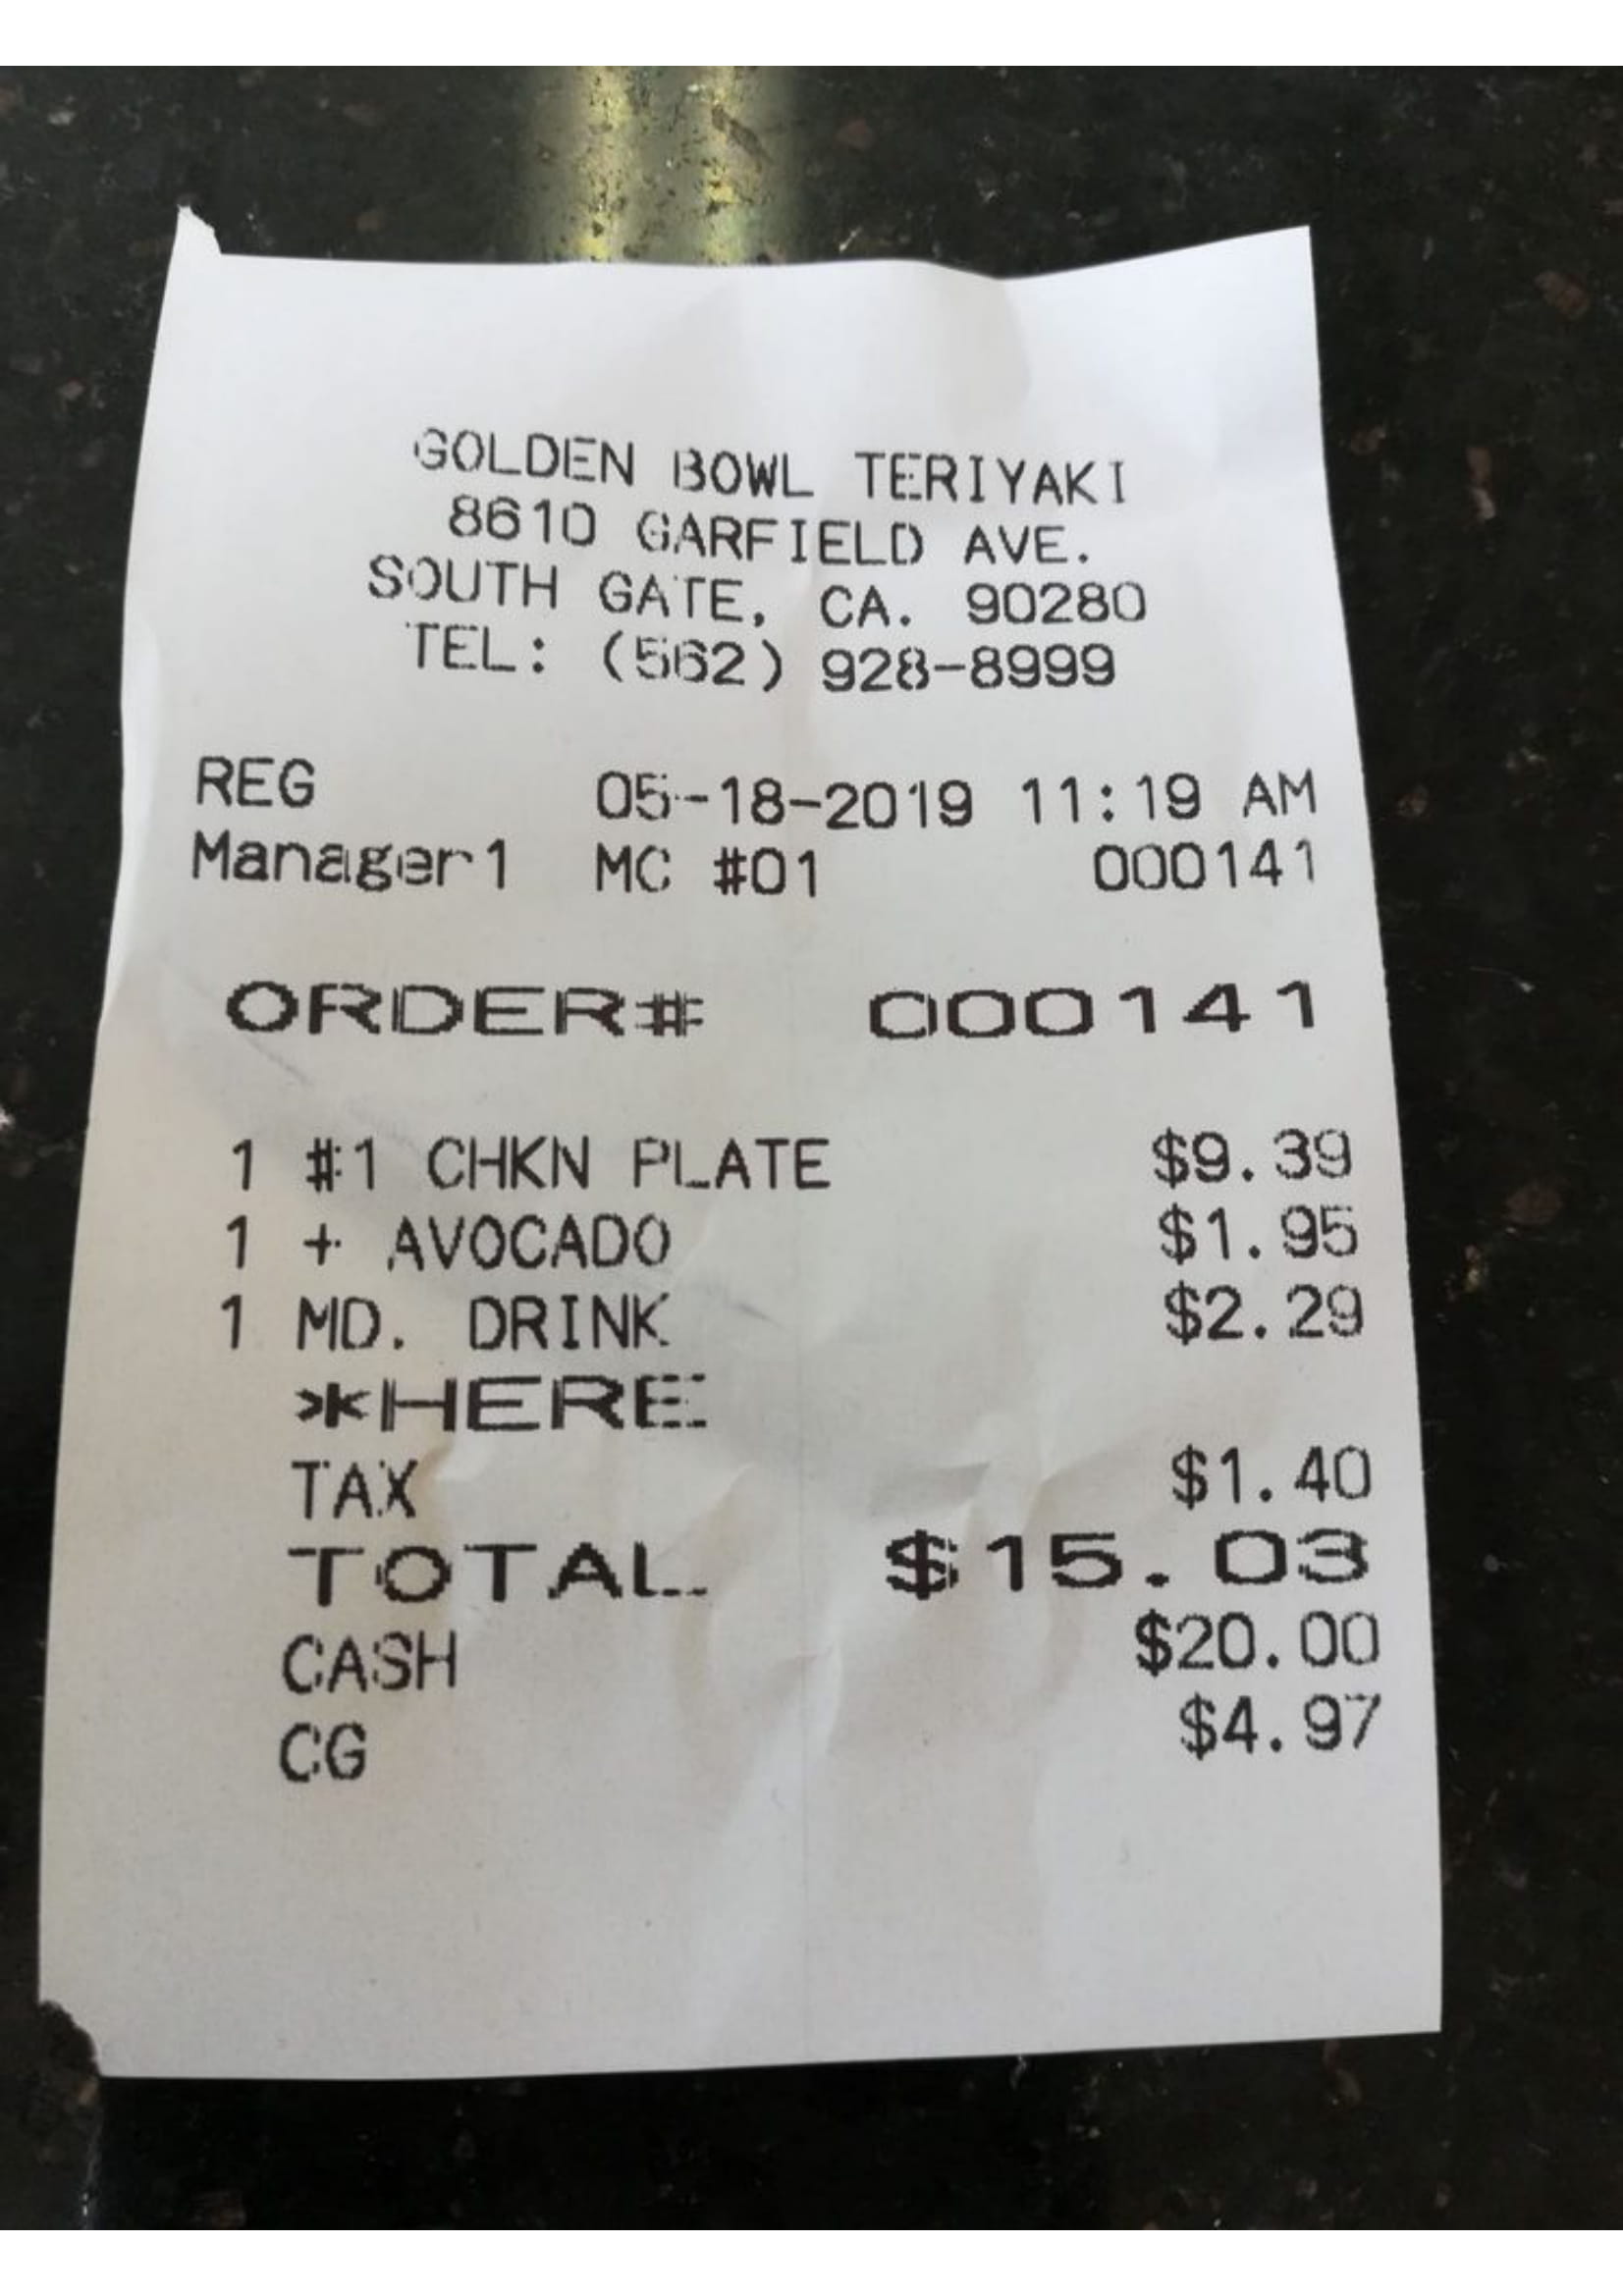 GOLDEN BOWL TERIYAKI
8610 GARFIELD AVE.
SOUTH GATE, CA. 90280
TEL: (562) 928-8999
REG 05-18-2019 11:19 AM
Manager1 MC #01 000141
ORDER# 000141
1 #1 CHKN PLATE $9.39
1 + AVOCADO $1.95
1 MD. DRINK $2.29
*HERE
TAX $1.40
TOTAL $15.03
CASH $20.00
CG $4.97